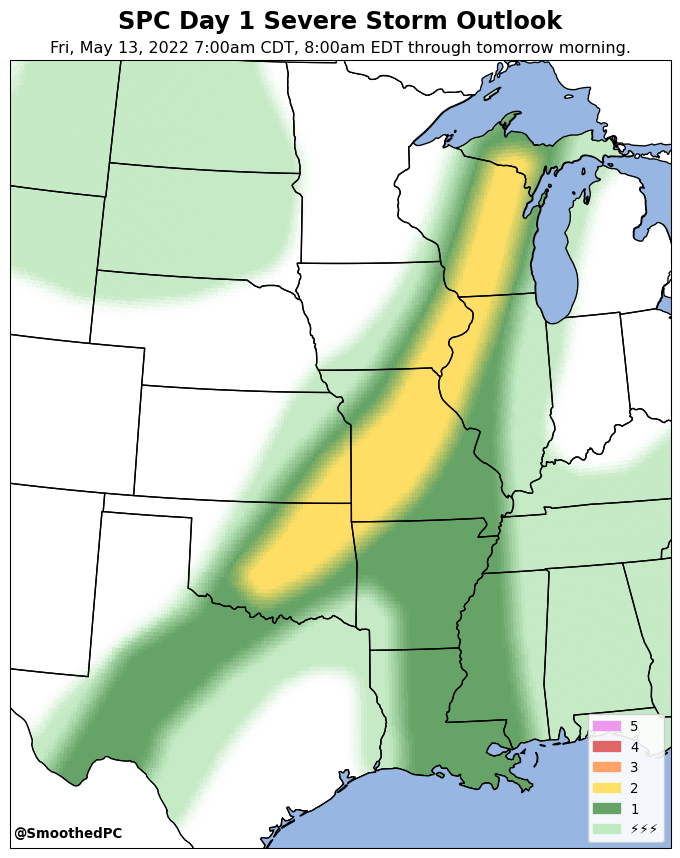 SPC Day 1 Severe Storm Outlook
Fri, May 13, 2022 7:00am CDT, 8:00am EDT through tomorrow morning.
5
4
3
2
1
⚡⚡⚡
@SmoothedPC